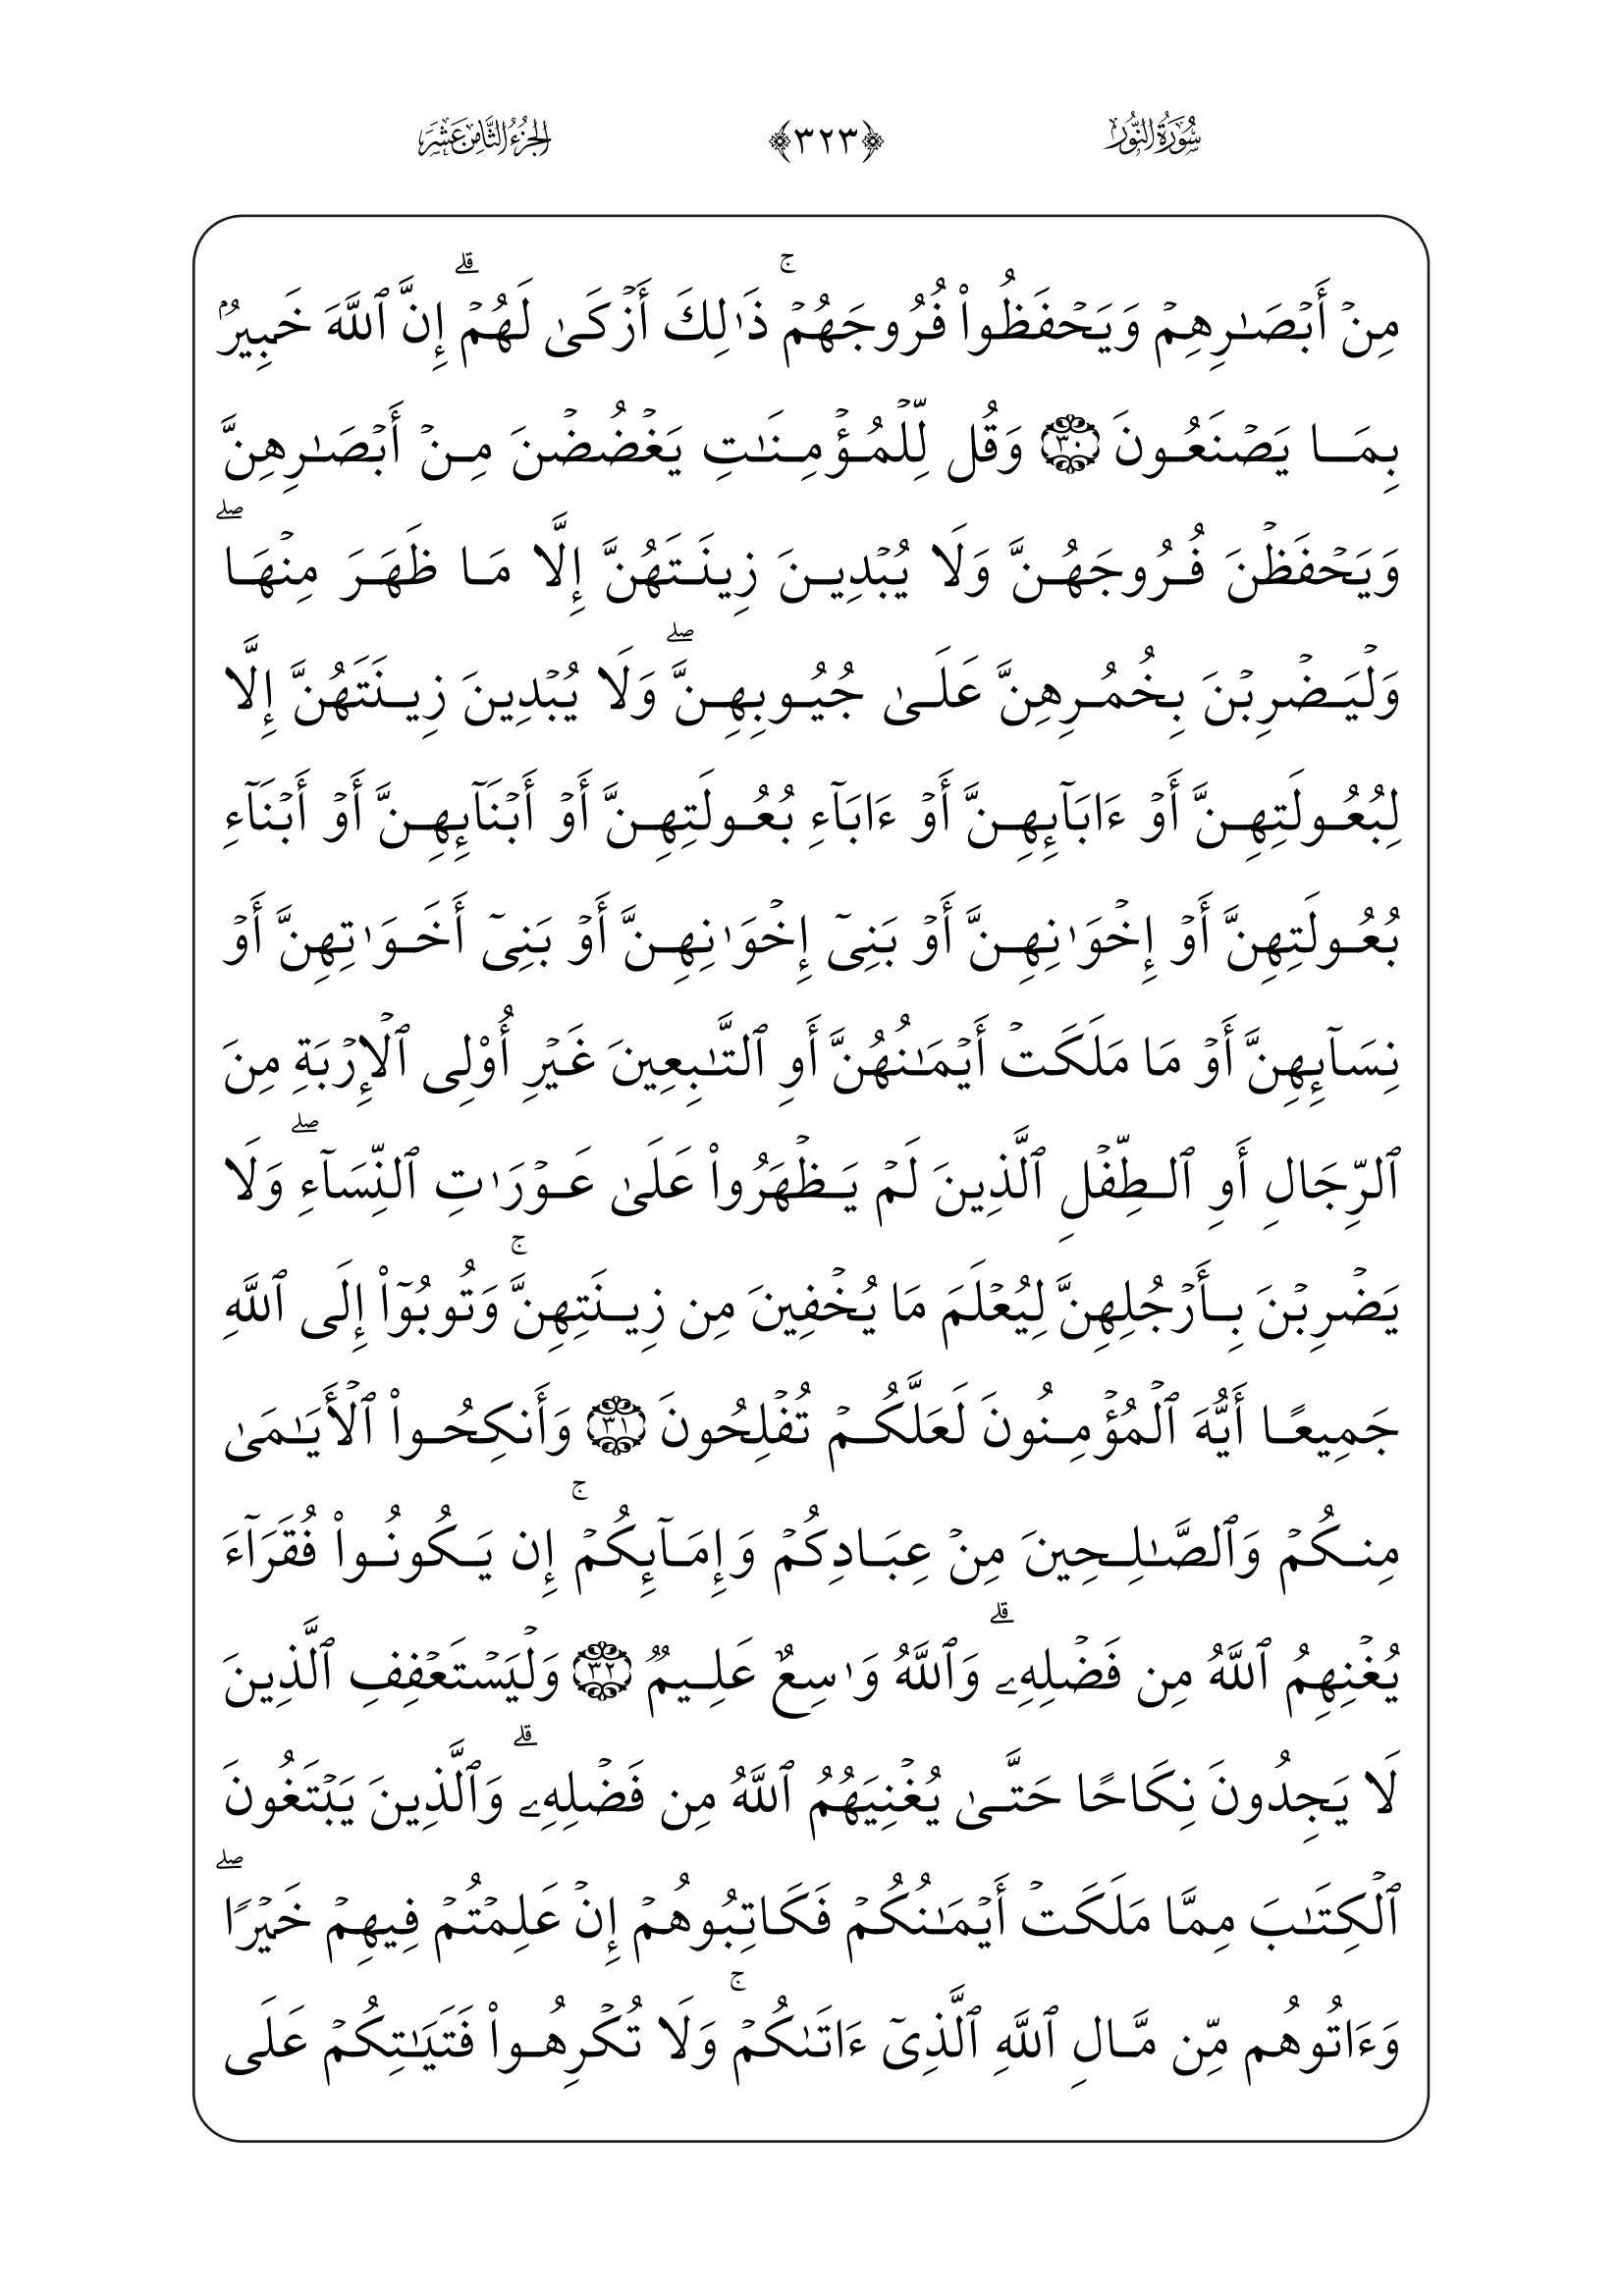 سُورَةُ النُّورِ ﴿٣٢٣﴾ الجُزْءُ الثَّامِنَ عَشَرَ
مِنۡ أَبۡصَـٰرِهِمۡ وَيَحۡفَظُواْ فُرُوجَهُمۡۚ ذَٰلِكَ أَزۡكَىٰ لَهُمۡۗ إِنَّ ٱللَّهَ خَبِيرُۢ
بِمَا يَصۡنَعُونَ ٣٠ وَقُل لِّلۡمُؤۡمِنَـٰتِ يَغۡضُضۡنَ مِنۡ أَبۡصَـٰرِهِنَّ
وَيَحۡفَظۡنَ فُرُوجَهُنَّ وَلَا يُبۡدِينَ زِينَتَهُنَّ إِلَّا مَا ظَهَرَ مِنۡهَاۖ
وَلۡيَضۡرِبۡنَ بِخُمُرِهِنَّ عَلَىٰ جُيُوبِهِنَّۖ وَلَا يُبۡدِينَ زِينَتَهُنَّ إِلَّا
لِبُعُولَتِهِنَّ أَوۡ ءَابَآئِهِنَّ أَوۡ ءَابَآءِ بُعُولَتِهِنَّ أَوۡ أَبۡنَآئِهِنَّ أَوۡ أَبۡنَآءِ
بُعُولَتِهِنَّ أَوۡ إِخۡوَٰنِهِنَّ أَوۡ بَنِىٓ إِخۡوَٰنِهِنَّ أَوۡ بَنِىٓ أَخَوَٰتِهِنَّ أَوۡ
نِسَآئِهِنَّ أَوۡ مَا مَلَكَتۡ أَيۡمَـٰنُهُنَّ أَوِ ٱلتَّـٰبِعِينَ غَيۡرِ أُوْلِى ٱلۡإِرۡبَةِ مِنَ
ٱلرِّجَالِ أَوِ ٱلطِّفۡلِ ٱلَّذِينَ لَمۡ يَظۡهَرُواْ عَلَىٰ عَوۡرَٰتِ ٱلنِّسَآءِۖ وَلَا
يَضۡرِبۡنَ بِأَرۡجُلِهِنَّ لِيُعۡلَمَ مَا يُخۡفِينَ مِن زِينَتِهِنَّۚ وَتُوبُوٓاْ إِلَى ٱللَّهِ
جَمِيعًا أَيُّهَ ٱلۡمُؤۡمِنُونَ لَعَلَّكُمۡ تُفۡلِحُونَ ٣١ وَأَنكِحُواْ ٱلۡأَيَـٰمَىٰ
مِنكُمۡ وَٱلصَّـٰلِحِينَ مِنۡ عِبَادِكُمۡ وَإِمَآئِكُمۡۚ إِن يَكُونُواْ فُقَرَآءَ
يُغۡنِهِمُ ٱللَّهُ مِن فَضۡلِهِۦۗ وَٱللَّهُ وَٰسِعٌ عَلِيمٞ ٣٢ وَلۡيَسۡتَعۡفِفِ ٱلَّذِينَ
لَا يَجِدُونَ نِكَاحًا حَتَّىٰ يُغۡنِيَهُمُ ٱللَّهُ مِن فَضۡلِهِۦۗ وَٱلَّذِينَ يَبۡتَغُونَ
ٱلۡكِتَـٰبَ مِمَّا مَلَكَتۡ أَيۡمَـٰنُكُمۡ فَكَاتِبُوهُمۡ إِنۡ عَلِمۡتُمۡ فِيهِمۡ خَيۡرًاۖ
وَءَاتُوهُم مِّن مَّالِ ٱللَّهِ ٱلَّذِىٓ ءَاتَىٰكُمۡۚ وَلَا تُكۡرِهُواْ فَتَيَـٰتِكُمۡ عَلَى